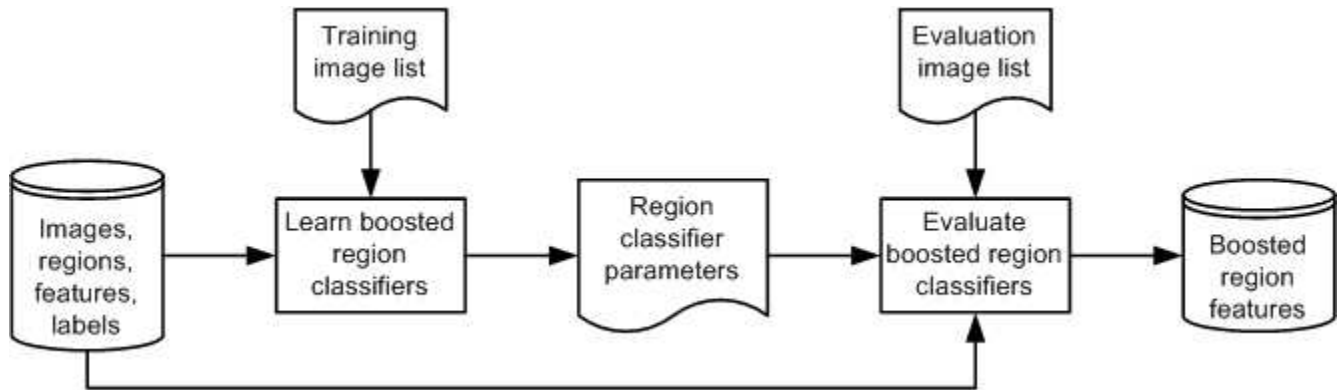 Training
image list
Evaluation
image list
Images,
regions,
features,
labels
Learn boosted
region
classifiers
Region
classifier
parameters
Evaluate
boosted region
classifiers
Boosted
region
features